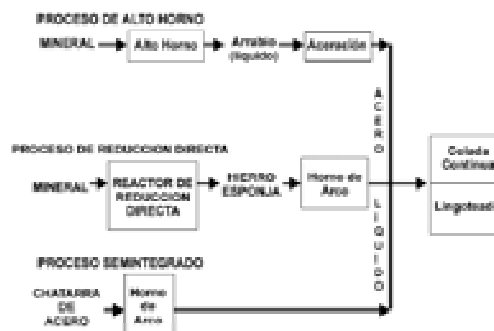 PROCESO DE ALTO HORNO
MINERAL
Alto Horno
Arrabio
(líquido)
Aceración
PROCESO DE REDUCCION DIRECTA
MINERAL
REACTOR DE
REDUCCION
DIRECTA
HIERRO
ESPONJA
Horno de
Arco
ACERO LIQUIDO
Colada
Continua
PROCESO SEMINTEGRADO
CHATARRA
DE
ACERO
Horno
de
Arco